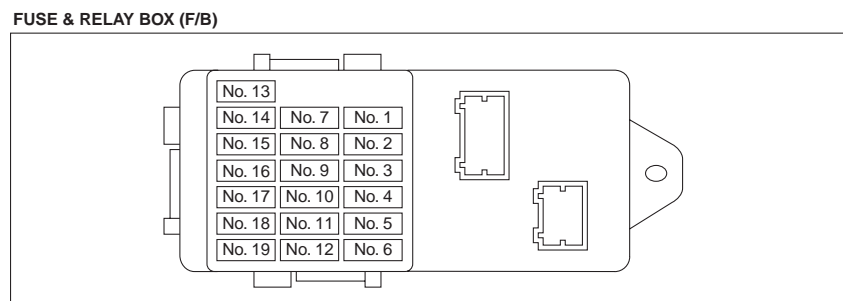 FUSE & RELAY BOX (F/B)
No. 13
No. 14 No. 7 No. 1
No. 15 No. 8 No. 2
No. 16 No. 9 No. 3
No. 17 No. 10 No. 4
No. 18 No. 11 No. 5
No. 19 No. 12 No. 6